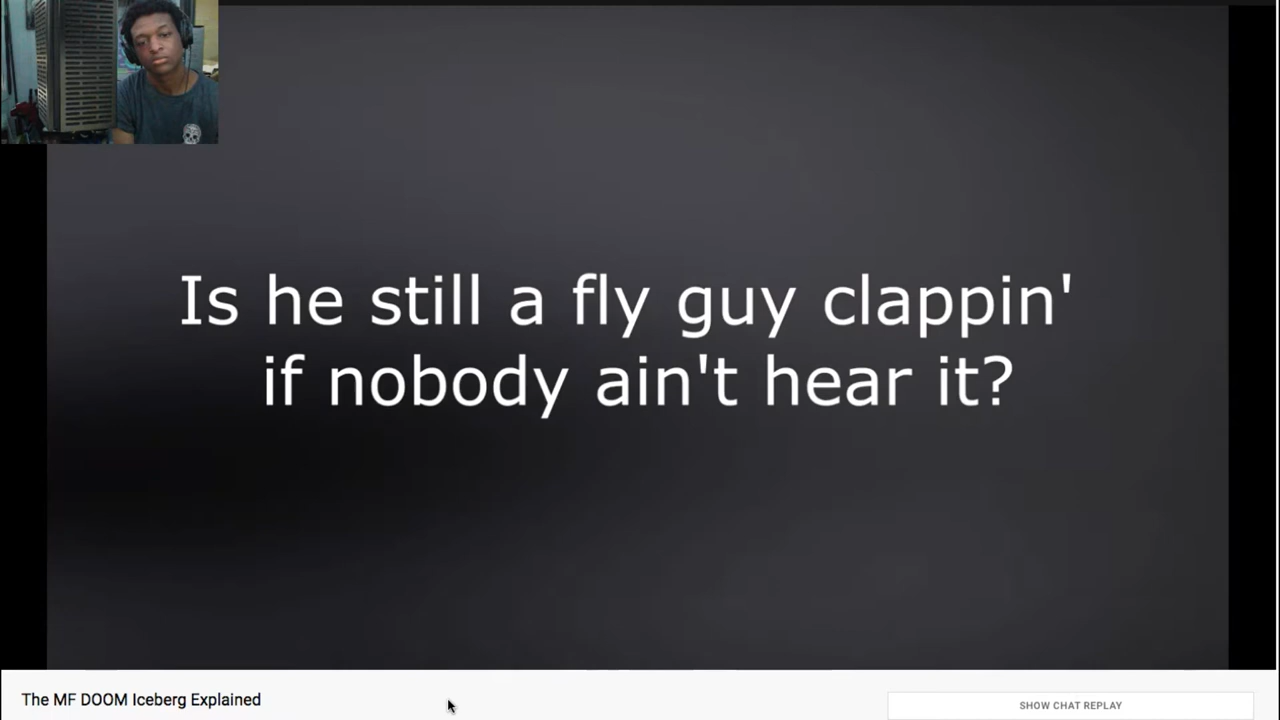 Is he still a fly guy clappin'
if nobody ain't hear it?
The MF DOOM Iceberg Explained
SHOW CHAT REPLAY